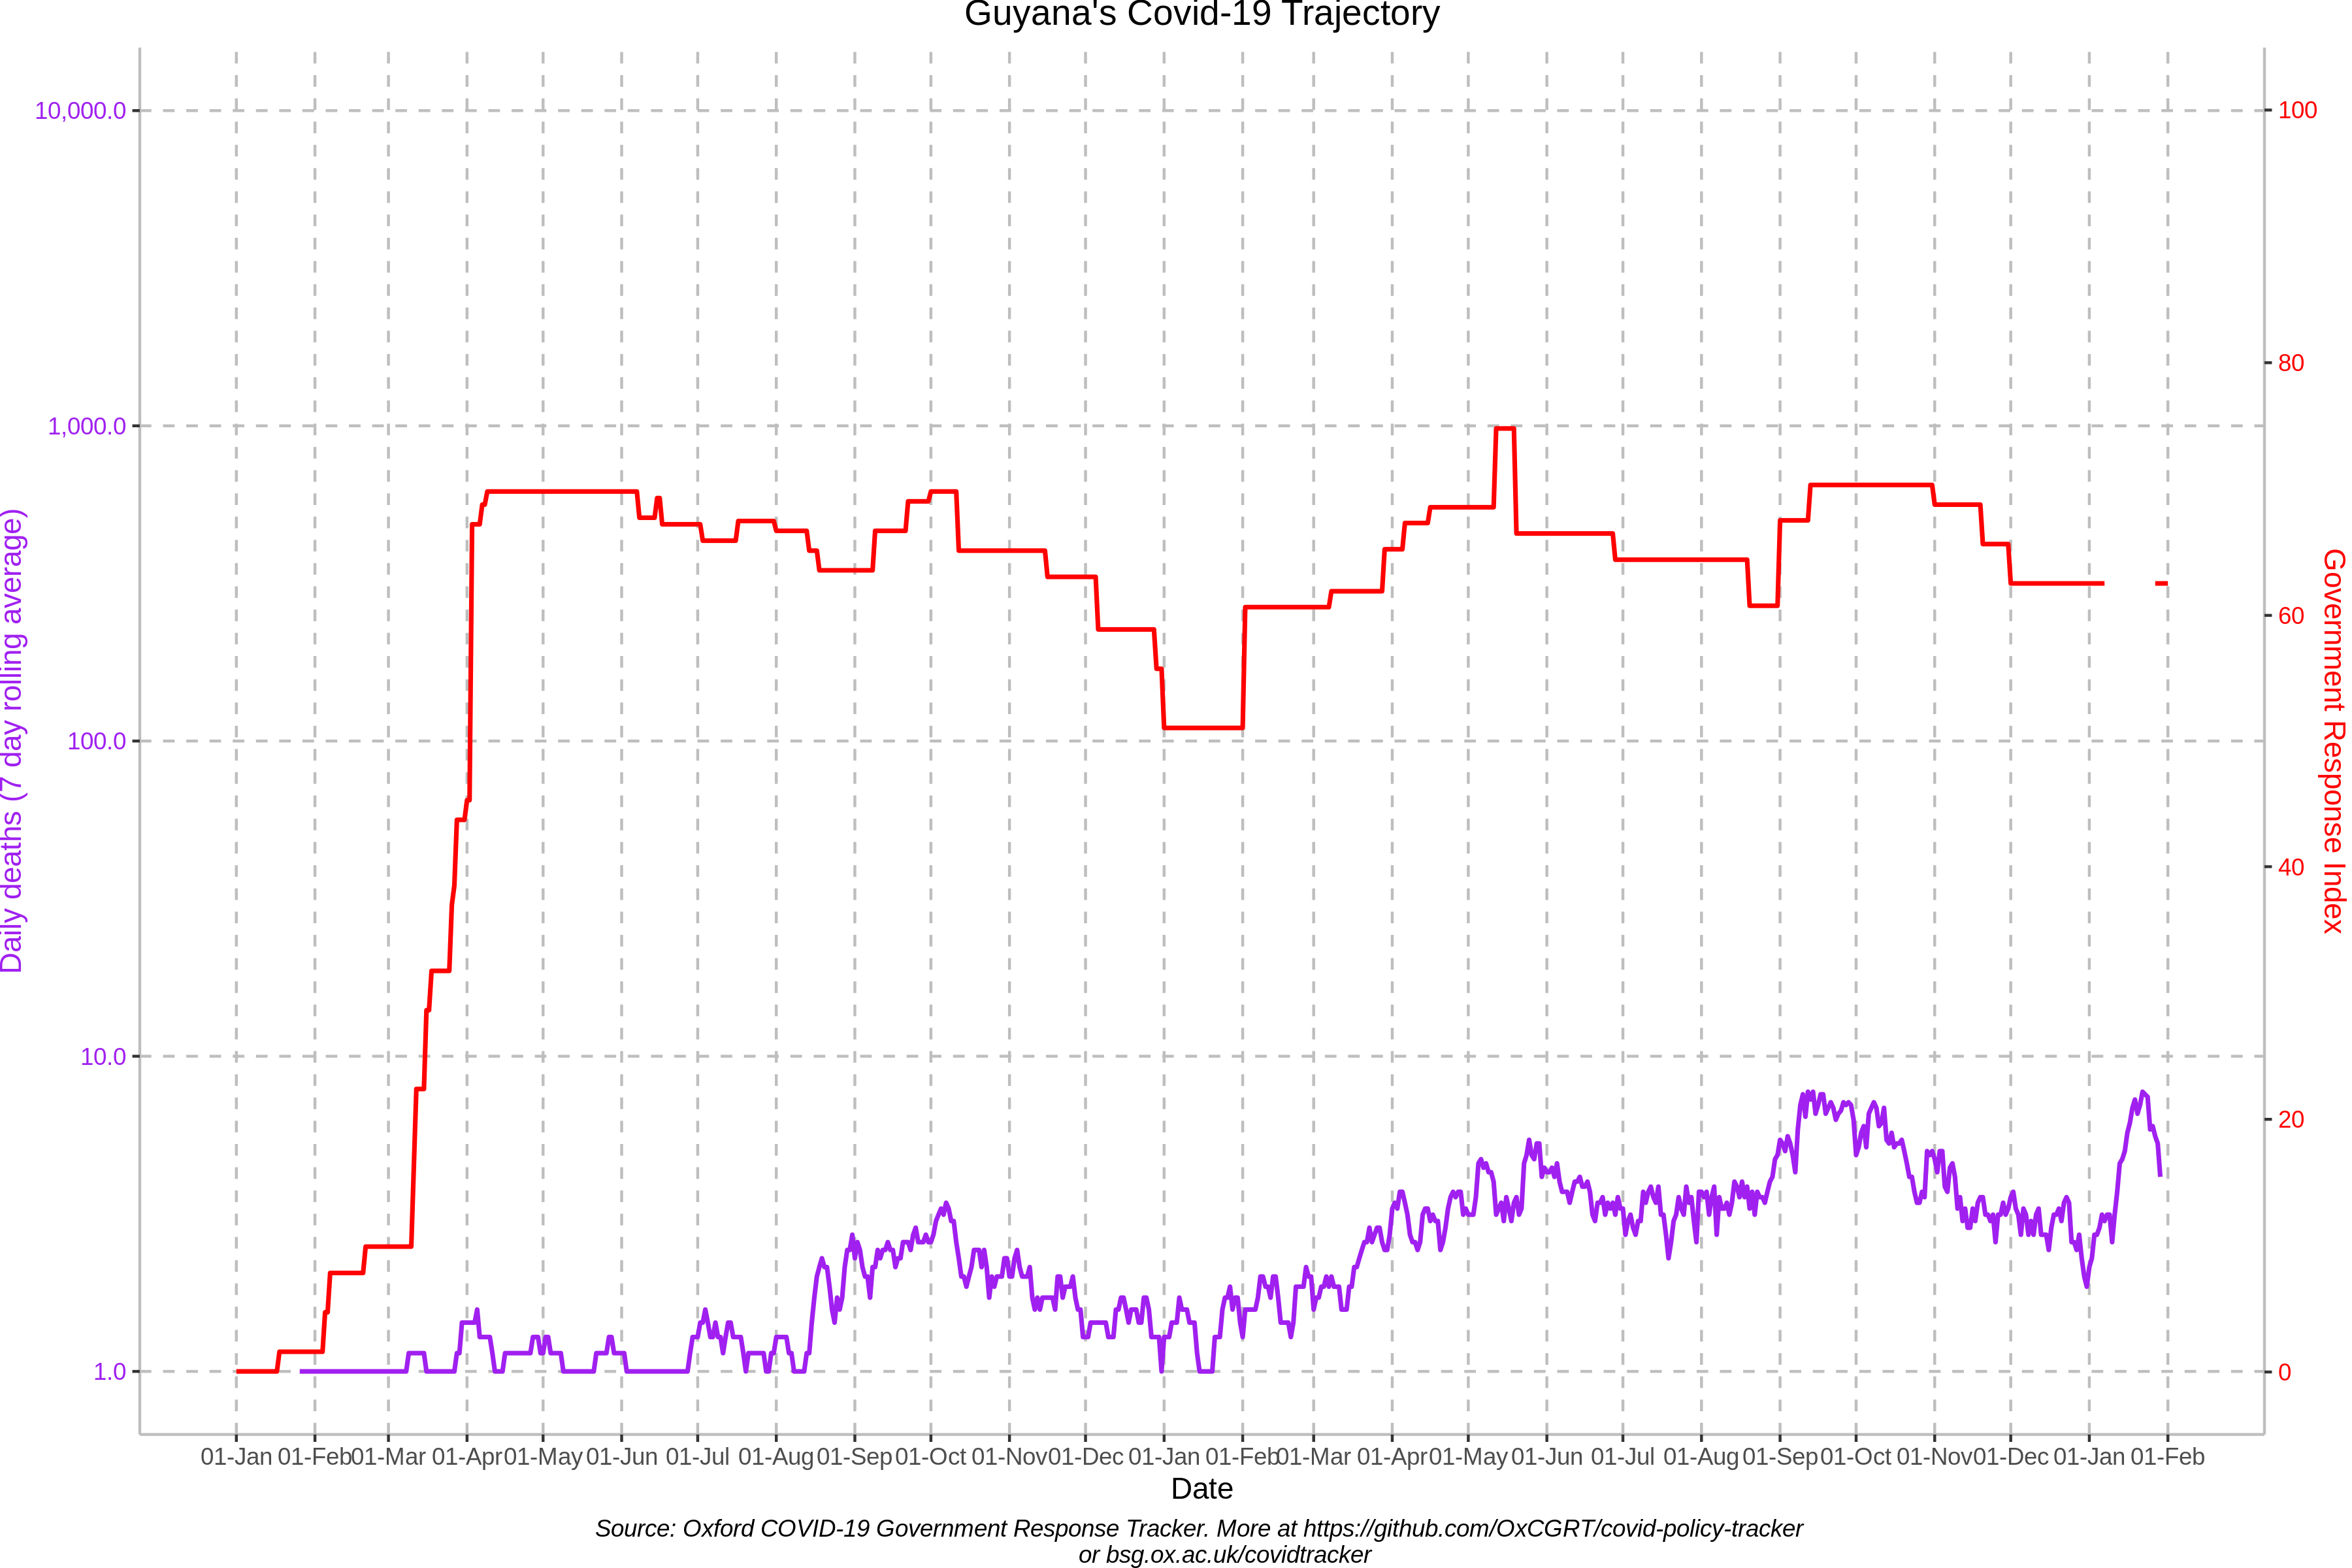 Guyana's Covid-19 Trajectory
10,000.0
1,000.0
100.0
10.0
1.0
Daily deaths (7 day rolling average)
100
80
60
40
20
0
Government Response Index
01-Jan 01-Feb 01-Mar 01-Apr 01-May 01-Jun 01-Jul 01-Aug 01-Sep 01-Oct 01-Nov 01-Dec 01-Jan 01-Feb 01-Mar 01-Apr 01-May 01-Jun 01-Jul 01-Aug 01-Sep 01-Oct 01-Nov 01-Dec 01-Jan 01-Feb
Date
Source: Oxford COVID-19 Government Response Tracker. More at https://github.com/OxCGRT/covid-policy-tracker
or bsg.ox.ac.uk/covidtracker